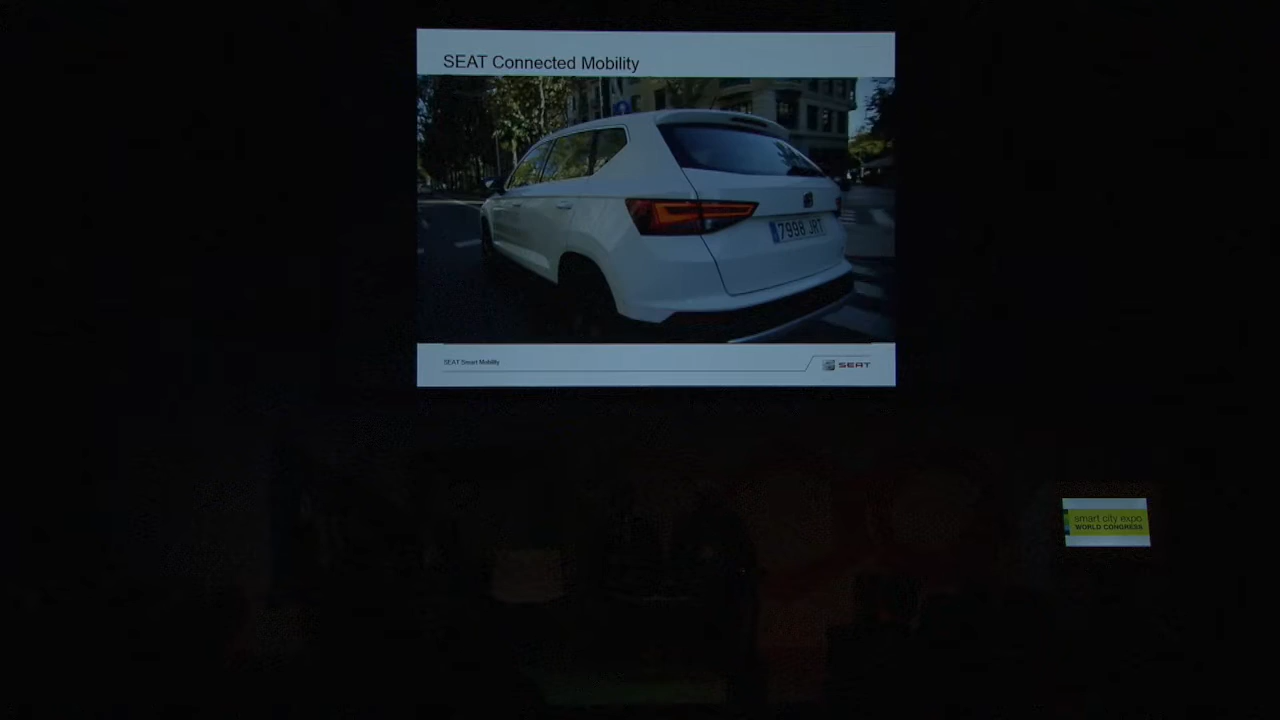 SEAT Connected Mobility
7998 JRT
SEAT Smart Mobility
SEAT
smart city expo
WORLD CONGRESS